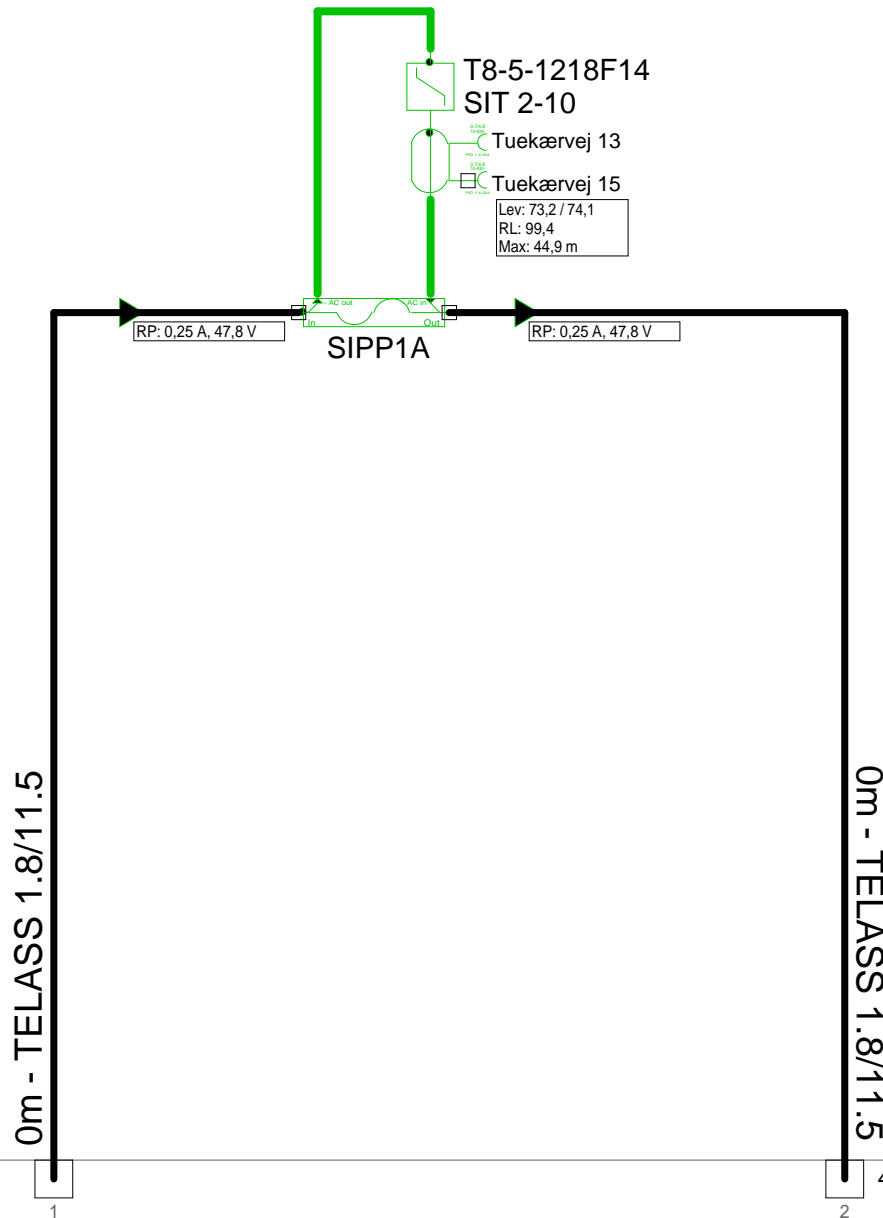 T8-5-1218F14
SIT 2-10
Tuekærvej 13
Tuekærvej 15
Lev: 73,2 / 74,1
RL: 99,4
Max: 44,9 m
AC out
AC in
In
Out
RP: 0,25 A, 47,8 V
RP: 0,25 A, 47,8 V
SIPP1A
0m - TELASS 1.8/11.5
0m - TELASS 1.8/11.5
1
2